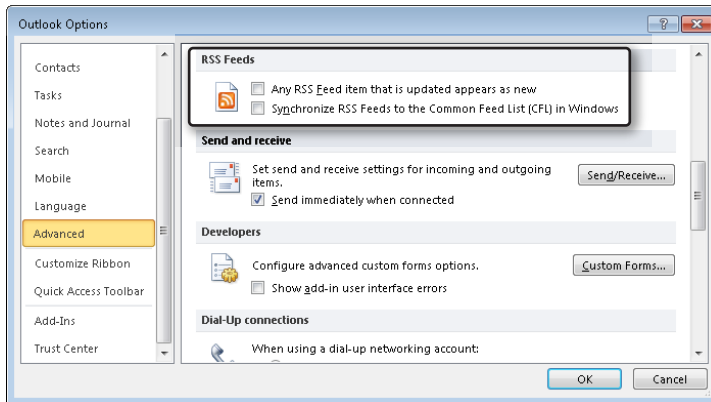 Outlook Options
Contacts
Tasks
Notes and Journal
Search
Mobile
Language
Advanced
Customize Ribbon
Quick Access Toolbar
Add-Ins
Trust Center
RSS Feeds
Any RSS Feed item that is updated appears as new
Synchronize RSS Feeds to the Common Feed List (CFL) in Windows
Send and receive
Set send and receive settings for incoming and outgoing
items.
Send/Receive...
Send immediately when connected
Developers
Configure advanced custom forms options.
Custom Forms...
Show add-in user interface errors
Dial-Up connections
When using a dial-up networking account:
OK
Cancel